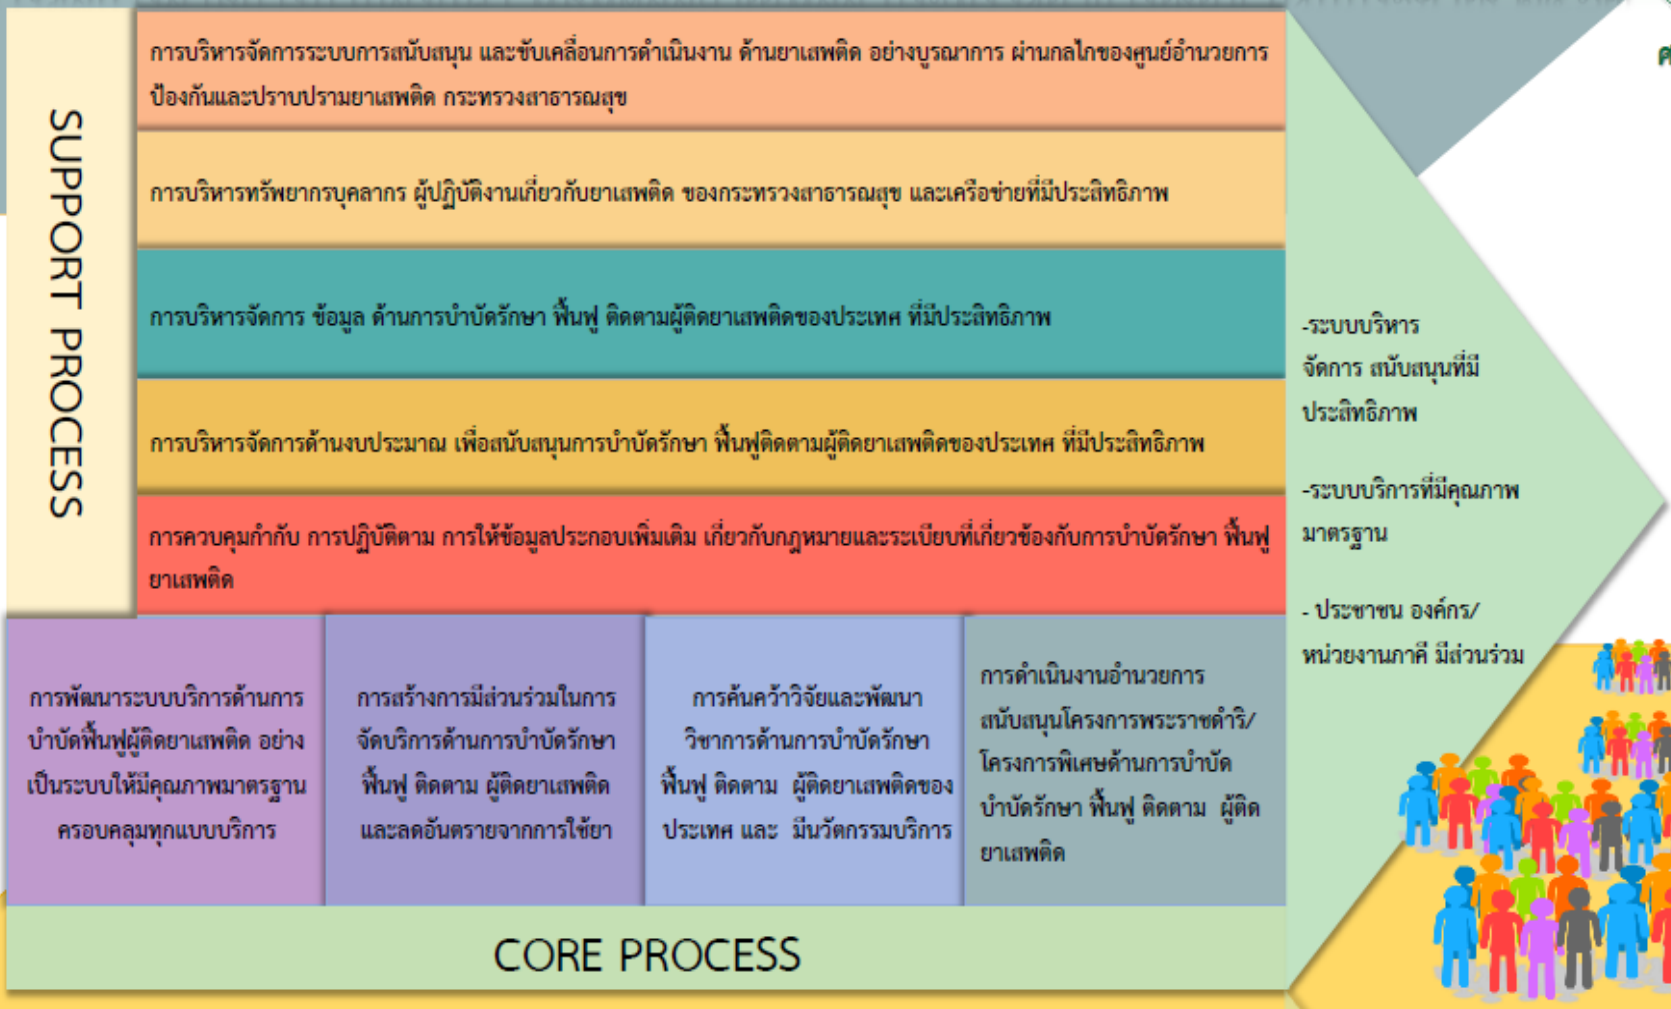 SUPPORT PROCESS
การบริหารจัดการระบบการสนับสนุน และขับเคลื่อนการดำเนินงาน ด้านยาเสพติด อย่างบูรณาการ ผ่านกลไกของศูนย์อำนวยการ
ป้องกันและปราบปรามยาเสพติด กระทรวงสาธารณสุข
การบริหารทรัพยากรบุคลากร ผู้ปฏิบัติงานเกี่ยวกับยาเสพติด ของกระทรวงสาธารณสุข และเครือข่ายที่มีประสิทธิภาพ
การบริหารจัดการ ข้อมูล ด้านการบำบัดรักษา ฟื้นฟู ติดตามผู้ติดยาเสพติดของประเทศ ที่มีประสิทธิภาพ
การบริหารจัดการด้านงบประมาณ เพื่อสนับสนุนการบำบัดรักษา ฟื้นฟูติดตามผู้ติดยาเสพติดของประเทศ ที่มีประสิทธิภาพ
การควบคุมกำกับ การปฏิบัติตาม การให้ข้อมูลประกอบเพิ่มเติม เกี่ยวกับกฎหมายและระเบียบที่เกี่ยวข้องกับการบำบัดรักษา ฟื้นฟู
ยาเสพติด
การพัฒนาระบบบริการด้านการ
บำบัดฟื้นฟูผู้ติดยาเสพติด อย่าง
เป็นระบบให้มีคุณภาพมาตรฐาน
ครอบคลุมทุกแบบบริการ
การสร้างการมีส่วนร่วมในการ
จัดบริการด้านการบำบัดรักษา
ฟื้นฟู ติดตาม ผู้ติดยาเสพติด
และลดอันตรายจากการใช้ยา
การค้นคว้าวิจัยและพัฒนา
วิชาการด้านการบำบัดรักษา
ฟื้นฟู ติดตาม ผู้ติดยาเสพติดของ
ประเทศ และ มีนวัตกรรมบริการ
การดำเนินงานอำนวยการ
สนับสนุนโครงการพระราชดำริ/
โครงการพิเศษด้านการบำบัด
บำบัดรักษา ฟื้นฟู ติดตาม ผู้ติด
ยาเสพติด
CORE PROCESS
-ระบบบริหาร
จัดการ สนับสนุนที่มี
ประสิทธิภาพ
-ระบบบริการที่มีคุณภาพ
มาตรฐาน
- ประชาชน องค์กร/
หน่วยงานภาคี มีส่วนร่วม